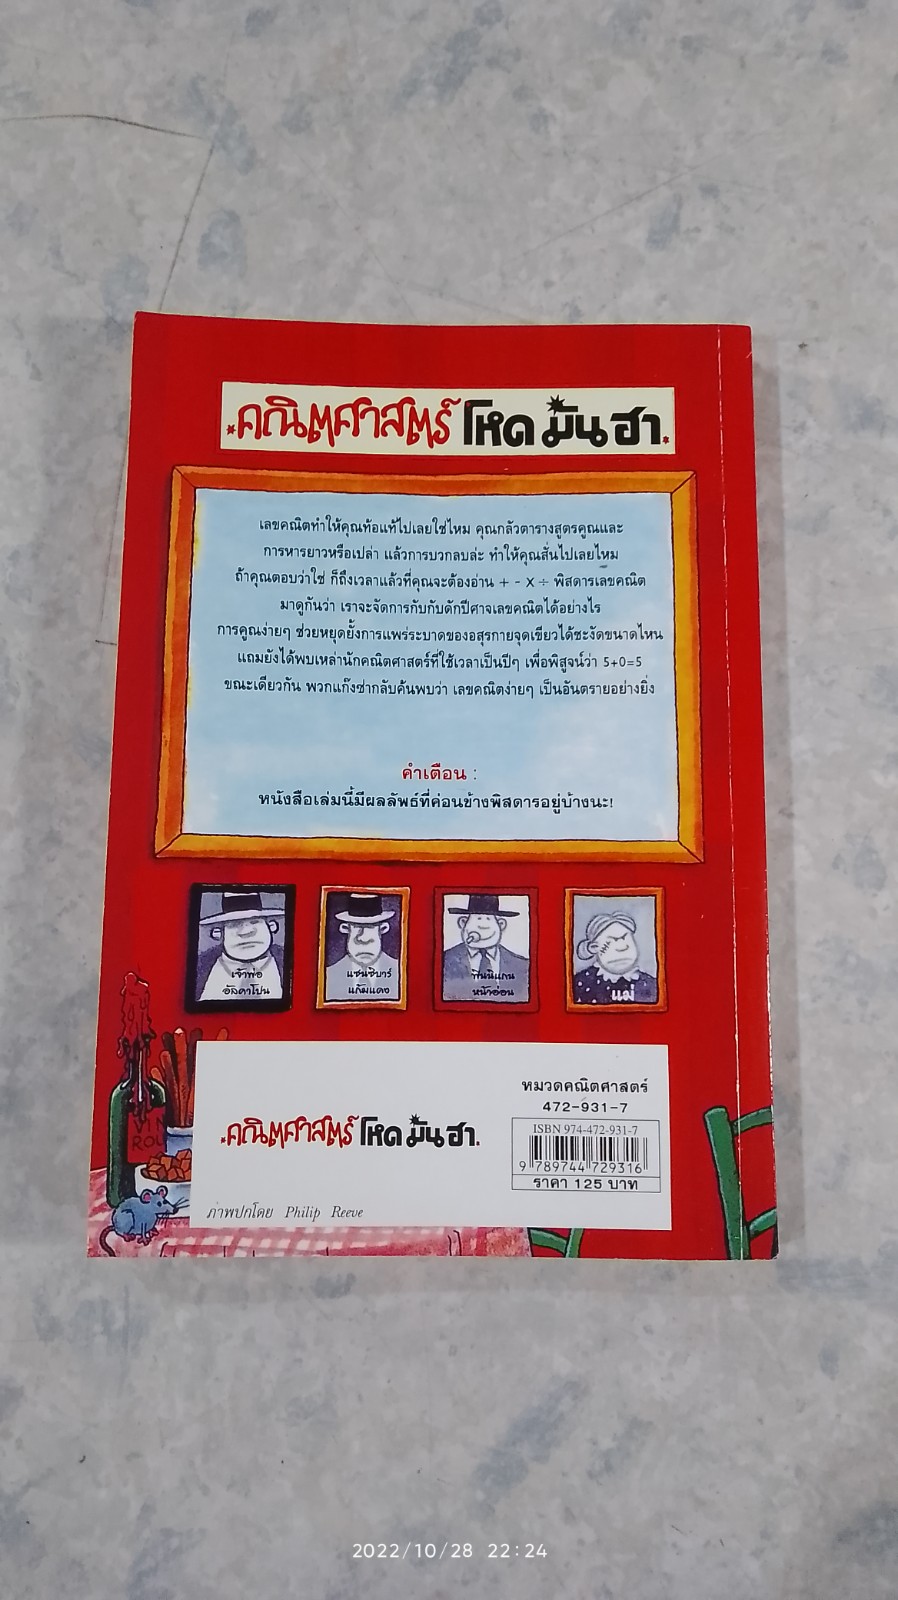 คณิตศาสตร์ โหด มัน ฮา
เลขคณิตทำให้คุณท้อแท้ไปเลยใช่ไหม คุณกลัวตารางสูตรคูณและ
การหารยาวหรือเปล่า แล้วการบวกลบล่ะ ทำให้คุณสั่นไปเลยไหม
ถ้าคุณตอบว่าใช่ ก็ถึงเวลาแล้วที่คุณจะต้องอ่าน + - x ÷ พิสดารเลขคณิต
มาดูกันว่า เราจะจัดการกับกับดักปีศาจเลขคณิตได้อย่างไร
การคูณง่ายๆ ช่วยหยุดยั้งการแพร่ระบาดของอสุรกายจุดเขียวได้ชะงัดขนาดไหน
แถมยังได้พบเหล่านักคณิตศาสตร์ที่ใช้เวลาเป็นปีๆ เพื่อพิสูจน์ว่า 5+0=5
ขณะเดียวกัน พวกแก๊งซ่ากลับค้นพบว่า เลขคณิตง่ายๆ เป็นอันตรายอย่างยิ่ง
คำเตือน :
หนังสือเล่มนี้มีผลลัพธ์ที่ค่อนข้างพิสดารอยู่บ้างนะ!
เจ้าพ่อ
อัลคาโปน
แซนซิบาร์
แก้มแดง
ฟินนิแกน
หน้าอ่อน
แม่
VIN
ROU
หมวดคณิตศาสตร์
472-931-7
คณิตศาสตร์ โหด มัน ฮา
ISBN 974-472-931-7
9 789744 729316
ราคา 125 บาท
ภาพปกโดย Philip Reeve
2022/10/28 22:24